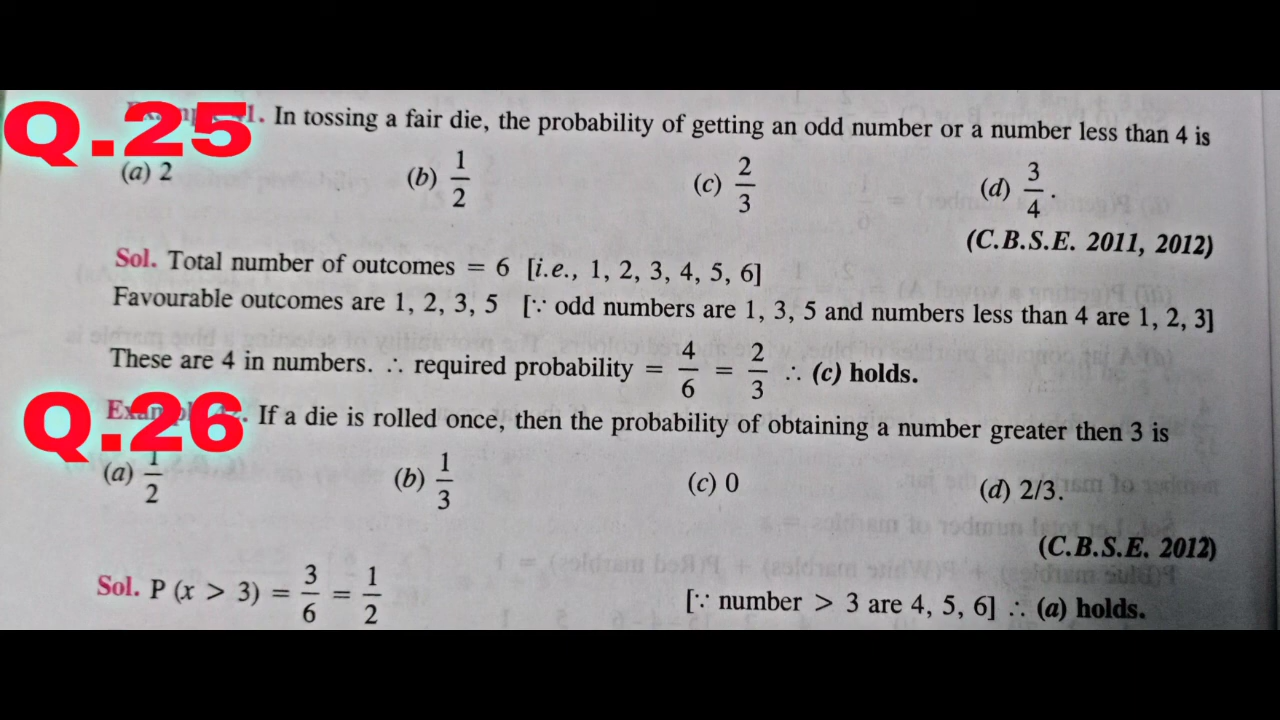 Q.25
1. In tossing a fair die, the probability of getting an odd number or a number less than 4 is
(a) 2 (b) 1/2 (c) 2/3 (d) 3/4.
(C.B.S.E. 2011, 2012)
Sol. Total number of outcomes = 6 [i.e., 1, 2, 3, 4, 5, 6]
Favourable outcomes are 1, 2, 3, 5 [∵ odd numbers are 1, 3, 5 and numbers less than 4 are 1, 2, 3]
These are 4 in numbers. ∴ required probability = 4/6 = 2/3 ∴ (c) holds.
Q.26
If a die is rolled once, then the probability of obtaining a number greater then 3 is
(a) 1/2 (b) 1/3 (c) 0 (d) 2/3.
(C.B.S.E. 2012)
Sol. P (x > 3) = 3/6 = 1/2 [∵ number > 3 are 4, 5, 6] ∴ (a) holds.